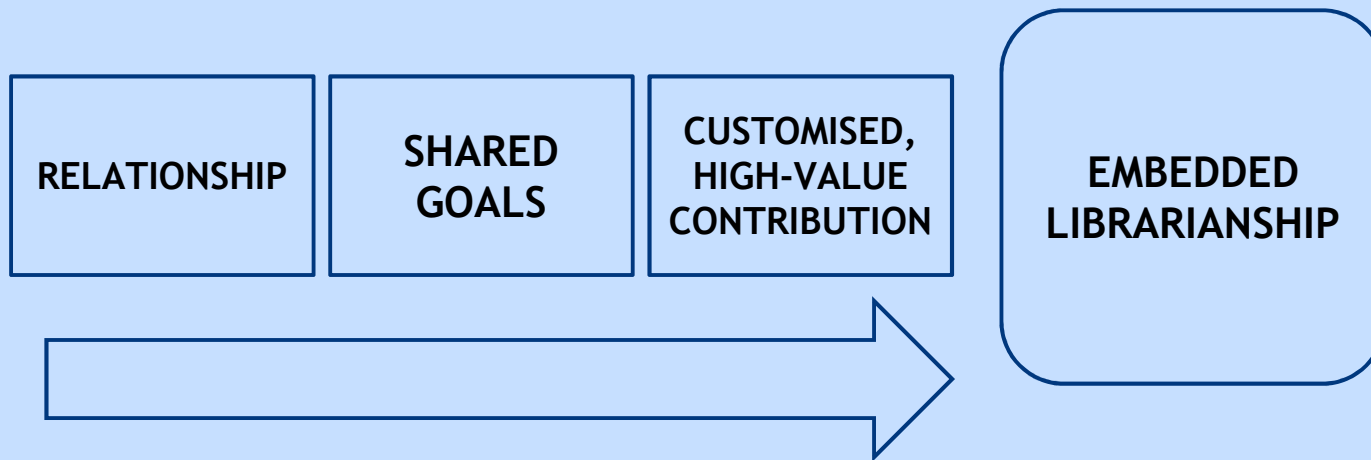 RELATIONSHIP
SHARED
GOALS
CUSTOMISED,
HIGH-VALUE
CONTRIBUTION
EMBEDDED
LIBRARIANSHIP